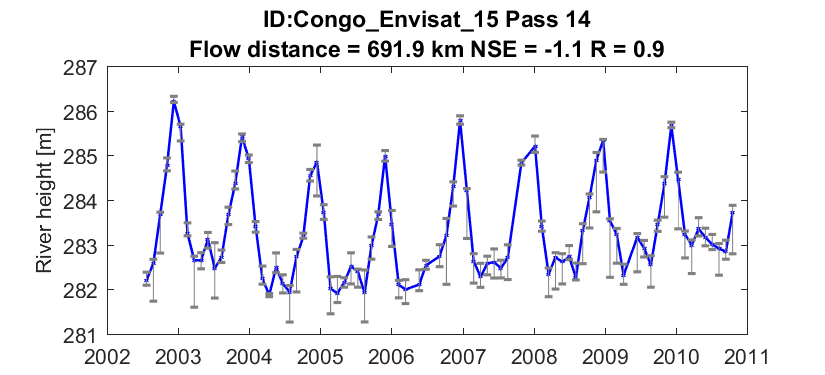 ID:Congo_Envisat_15 Pass 14
Flow distance = 691.9 km NSE = -1.1 R = 0.9
River height [m]
287
286
285
284
283
282
281
2002 2003 2004 2005 2006 2007 2008 2009 2010 2011